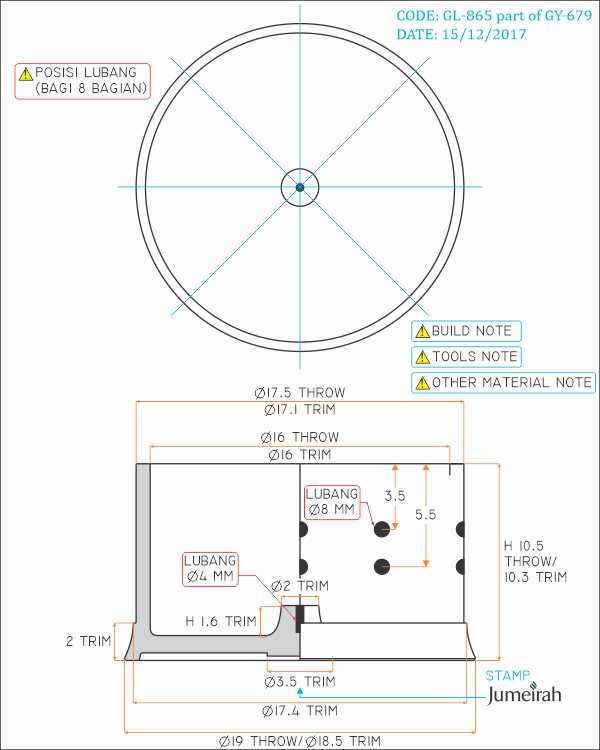 CODE: GL-865 part of GY-679
DATE: 15/12/2017
POSISI LUBANG
(BAGI 8 BAGIAN)
BUILD NOTE
TOOLS NOTE
OTHER MATERIAL NOTE
Ø17.5 THROW
Ø17.1 TRIM
Ø16 THROW
Ø16 TRIM
LUBANG
Ø8 MM
3.5
5.5
H 10.5
THROW/
10.3 TRIM
LUBANG
Ø4 MM
Ø2 TRIM
H 1.6 TRIM
2 TRIM
Ø3.5 TRIM
STAMP
Jumeirah
Ø17.4 TRIM
Ø19 THROW/Ø18.5 TRIM